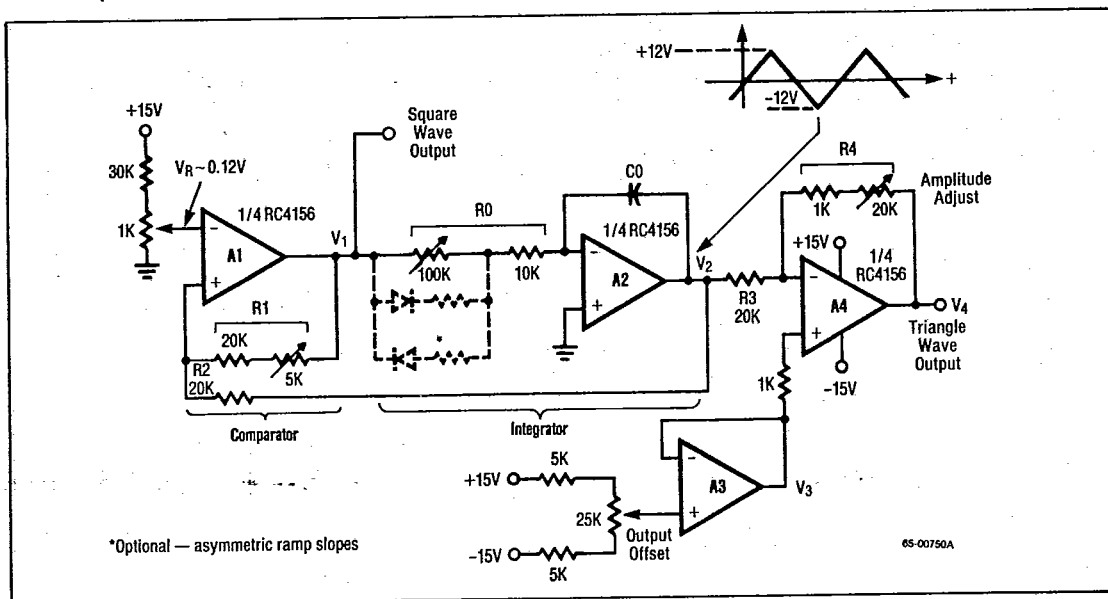 +12V
-12V
+
+15V
30K
VR~0.12V
1K
-
+
A1
1/4 RC4156
Square
Wave
Output
V1
R0
100K
10K
*
C0
1/4 RC4156
-
+
A2
V2
R1
20K
5K
R2
20K
Comparator
Integrator
R4
1K
20K
Amplitude
Adjust
R3
20K
+15V
1/4
RC4156
-
+
A4
-15V
V4
Triangle
Wave
Output
1K
-
+
A3
V3
+15V
5K
25K
Output
Offset
-15V
5K
*Optional — asymmetric ramp slopes
65-00750A